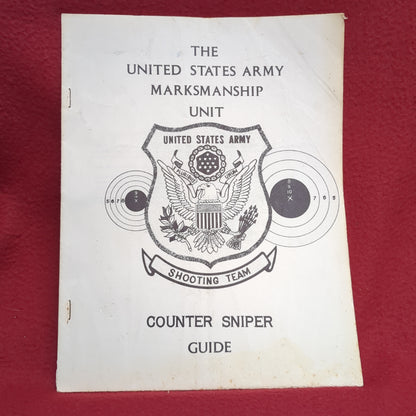 THE
UNITED STATES ARMY
MARKSMANSHIP
UNIT
UNITED STATES ARMY
SHOOTING TEAM
COUNTER SNIPER
GUIDE